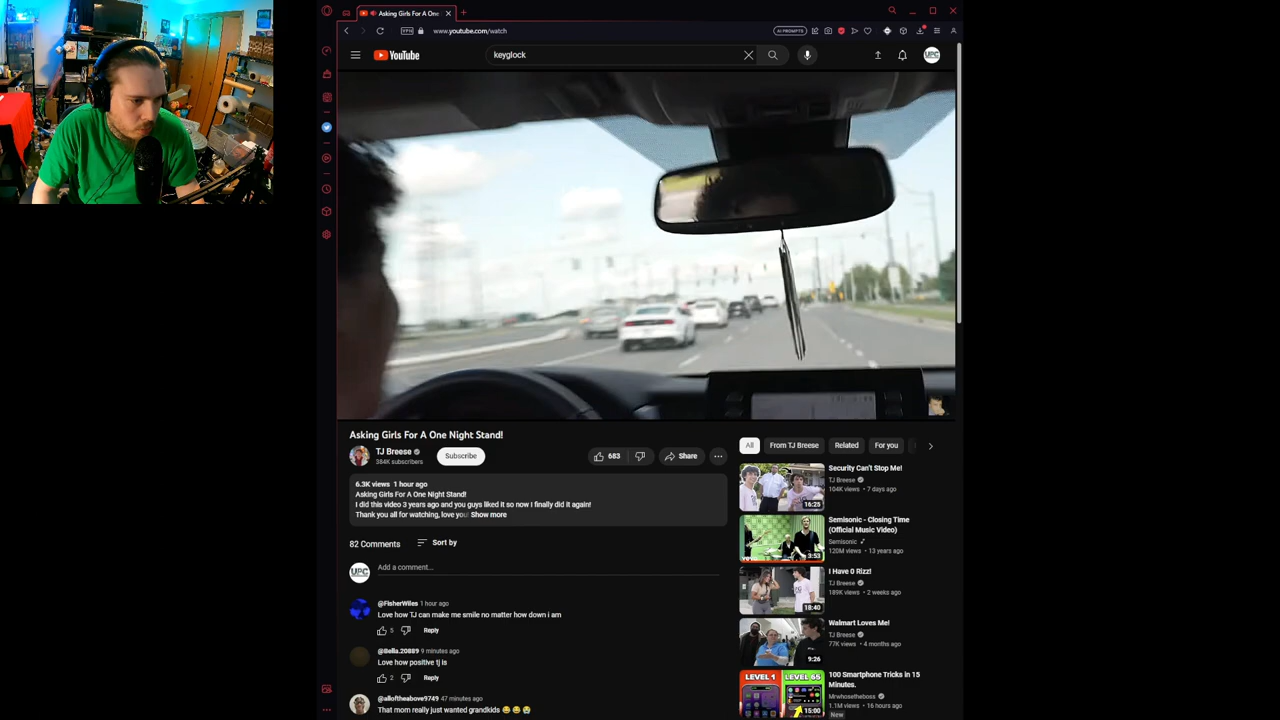 Asking Girls For A One
VPN
www.youtube.com/watch
AI PROMPTS
YouTube
keyglock
UPC
Asking Girls For A One Night Stand!
TJ Breese
384K subscribers
Subscribe
683
Share
6.3K views 1 hour ago
Asking Girls For A One Night Stand!
I did this video 3 years ago and you guys liked it so now I finally did it again!
Thank you all for watching, love you Show more
82 Comments
Sort by
UPC
Add a comment...
@FisherWiles 1 hour ago
Love how TJ can make me smile no matter how down i am
5
Reply
@Bella.20889 9 minutes ago
Love how positive tj is
2
Reply
@alloftheabove9749 47 minutes ago
That mom really just wanted grandkids 😂 😂 😭
All
From TJ Breese
Related
For you
Security Can't Stop Me!
TJ Breese
104K views • 7 days ago
16:25
Semisonic - Closing Time
(Official Music Video)
Semisonic
120M views • 13 years ago
3:53
I Have 0 Rizz!
TJ Breese
189K views • 2 weeks ago
18:40
Walmart Loves Me!
TJ Breese
77K views • 4 months ago
9:26
LEVEL 1
LEVEL 65
15:00
100 Smartphone Tricks in 15
Minutes.
Mrwhosetheboss
1.1M views • 16 hours ago
New